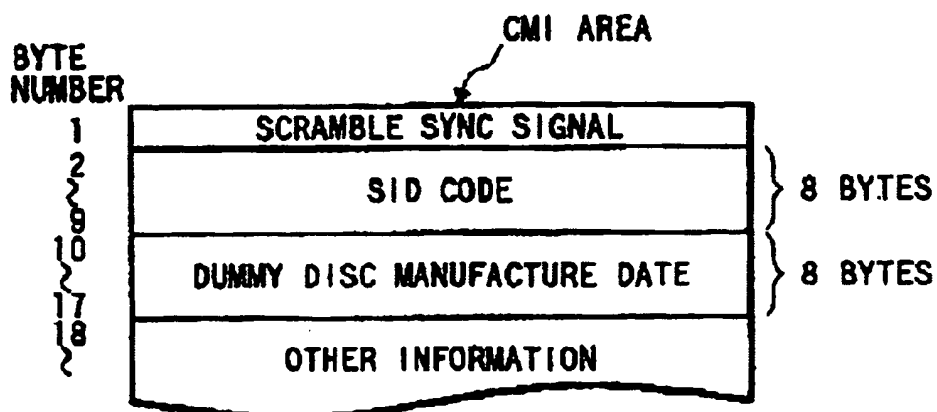 CMI AREA
BYTE
NUMBER
1 SCRAMBLE SYNC SIGNAL
2
~ SID CODE } 8 BYTES
9
10
~ DUMMY DISC MANUFACTURE DATE } 8 BYTES
17
18
~ OTHER INFORMATION